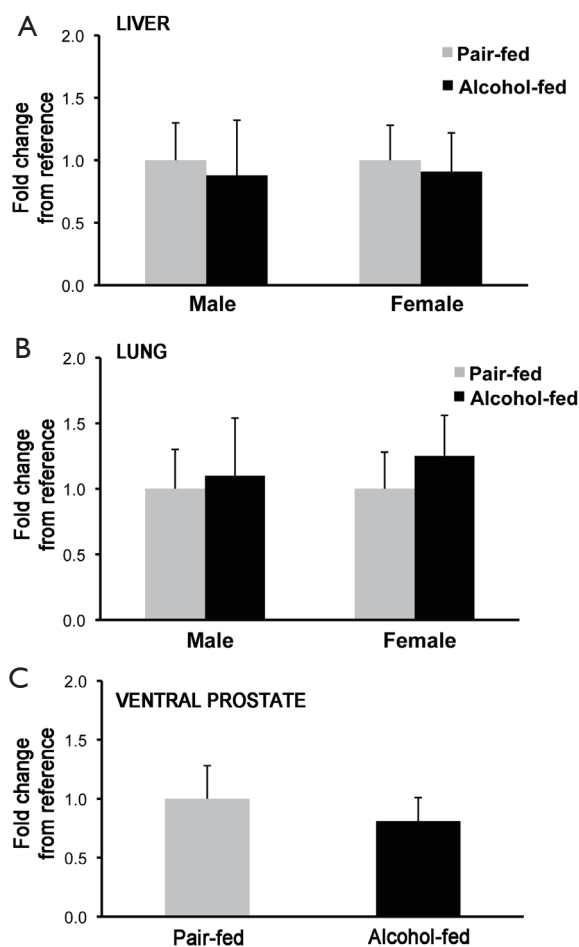 A
LIVER
Pair-fed
Alcohol-fed
Fold change
from reference
2.0
1.5
1.0
0.5
0.0
Male Female
B
LUNG
Pair-fed
Alcohol-fed
Fold change
from reference
2.0
1.5
1.0
0.5
0.0
Male Female
C
VENTRAL PROSTATE
Fold change
from reference
2.0
1.5
1.0
0.5
0.0
Pair-fed Alcohol-fed